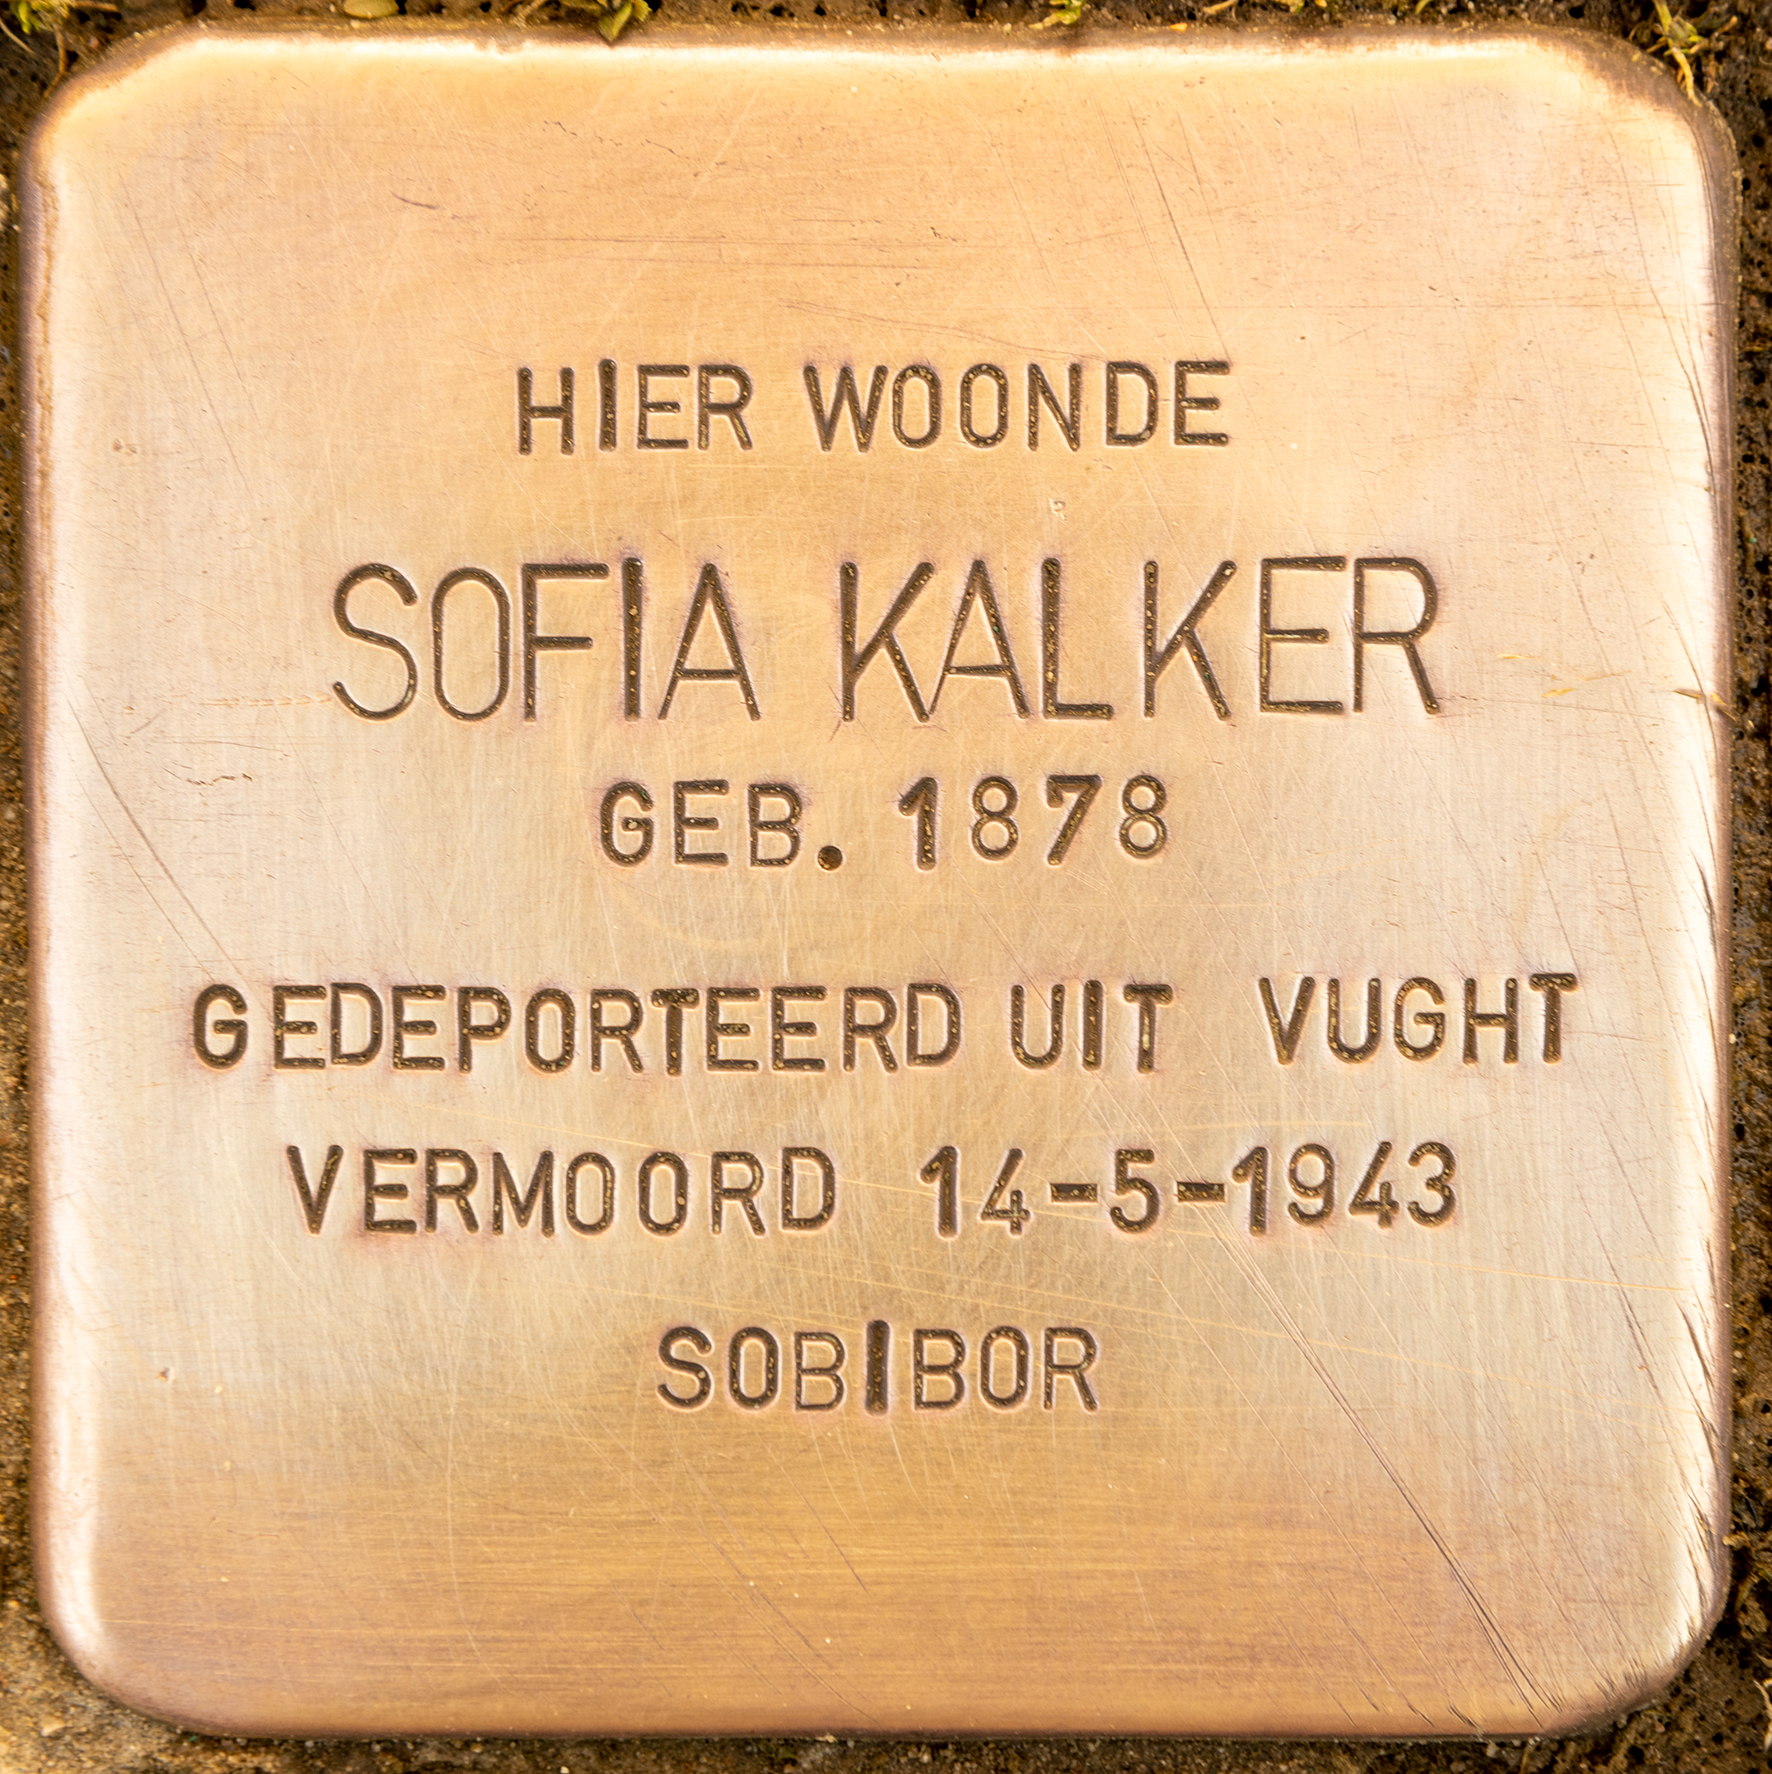 HIER WOONDE
SOFIA KALKER
GEB. 1878
GEDEPORTEERD UIT VUGHT
VERMOORD 14-5-1943
SOBIBOR